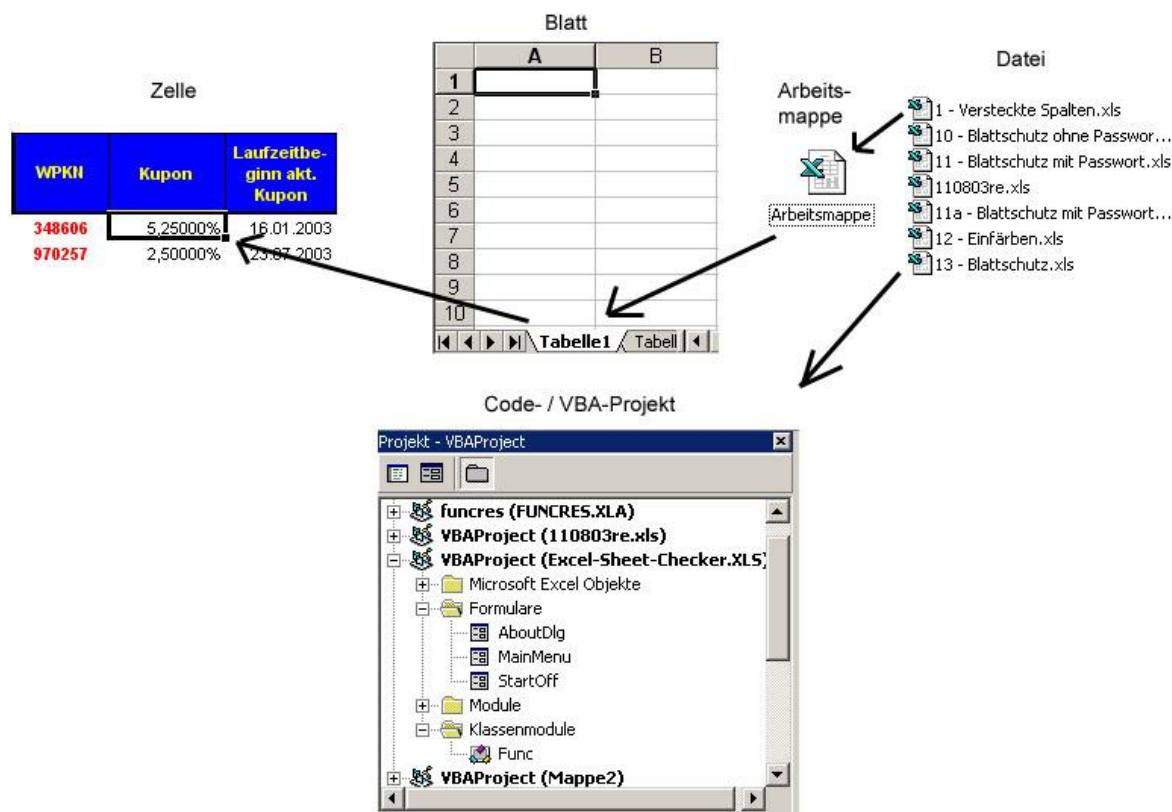 Blatt
Zelle
WPKN
Kupon
Laufzeitbe-
ginn akt.
Kupon
348606 5,25000% 16.01.2003
970257 2,50000% 23.07.2003
A B
1
2
3
4
5
6
7
8
9
10
Tabelle1 Tabell
Arbeits-
mappe
Arbeitsmappe
Datei
1 - Versteckte Spalten.xls
10 - Blattschutz ohne Passwor...
11 - Blattschutz mit Passwort.xls
110803re.xls
11a - Blattschutz mit Passwort...
12 - Einfärben.xls
13 - Blattschutz.xls
Code- / VBA-Projekt
Projekt - VBAProject
funcres (FUNCRES.XLA)
VBAProject (110803re.xls)
VBAProject (Excel-Sheet-Checker.XLS)
Microsoft Excel Objekte
Formulare
AboutDlg
MainMenu
StartOff
Module
Klassenmodule
Func
VBAProject (Mappe2)